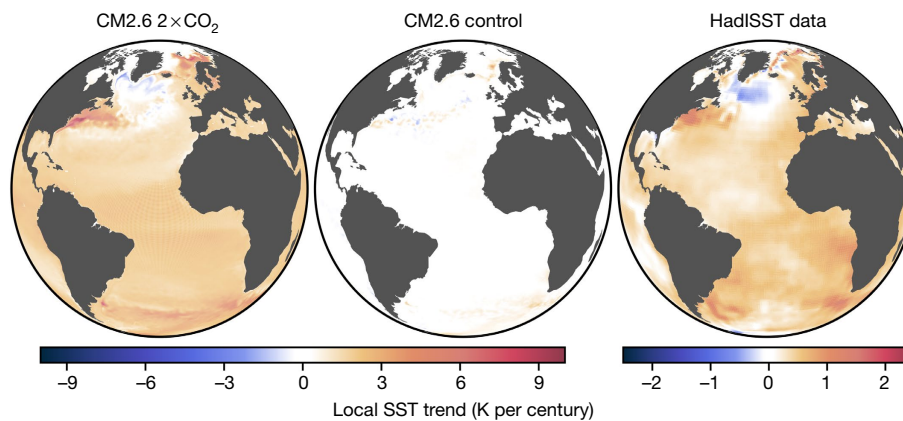 CM2.6 2×CO₂ CM2.6 control HadISST data
−9 −6 −3 0 3 6 9 −2 −1 0 1 2
Local SST trend (K per century)